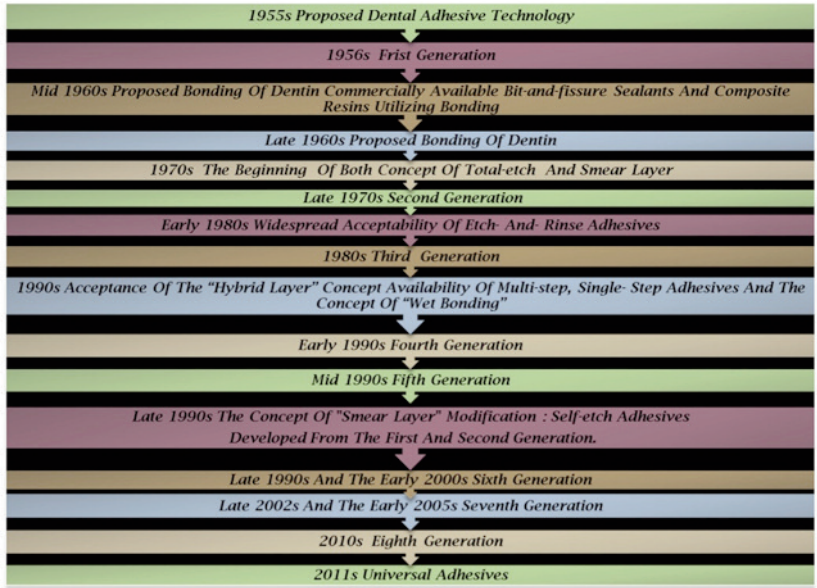 1955s Proposed Dental Adhesive Technology
1956s Frist Generation
Mid 1960s Proposed Bonding Of Dentin Commercially Available Bit-and-fissure Sealants And Composite
Resins Utilizing Bonding
Late 1960s Proposed Bonding Of Dentin
1970s The Beginning Of Both Concept Of Total-etch And Smear Layer
Late 1970s Second Generation
Early 1980s Widespread Acceptability Of Etch- And- Rinse Adhesives
1980s Third Generation
1990s Acceptance Of The “Hybrid Layer” Concept Availability Of Multi-step, Single- Step Adhesives And The
Concept Of “Wet Bonding”
Early 1990s Fourth Generation
Mid 1990s Fifth Generation
Late 1990s The Concept Of "Smear Layer" Modification : Self-etch Adhesives
Developed From The First And Second Generation.
Late 1990s And The Early 2000s Sixth Generation
Late 2002s And The Early 2005s Seventh Generation
2010s Eighth Generation
2011s Universal Adhesives